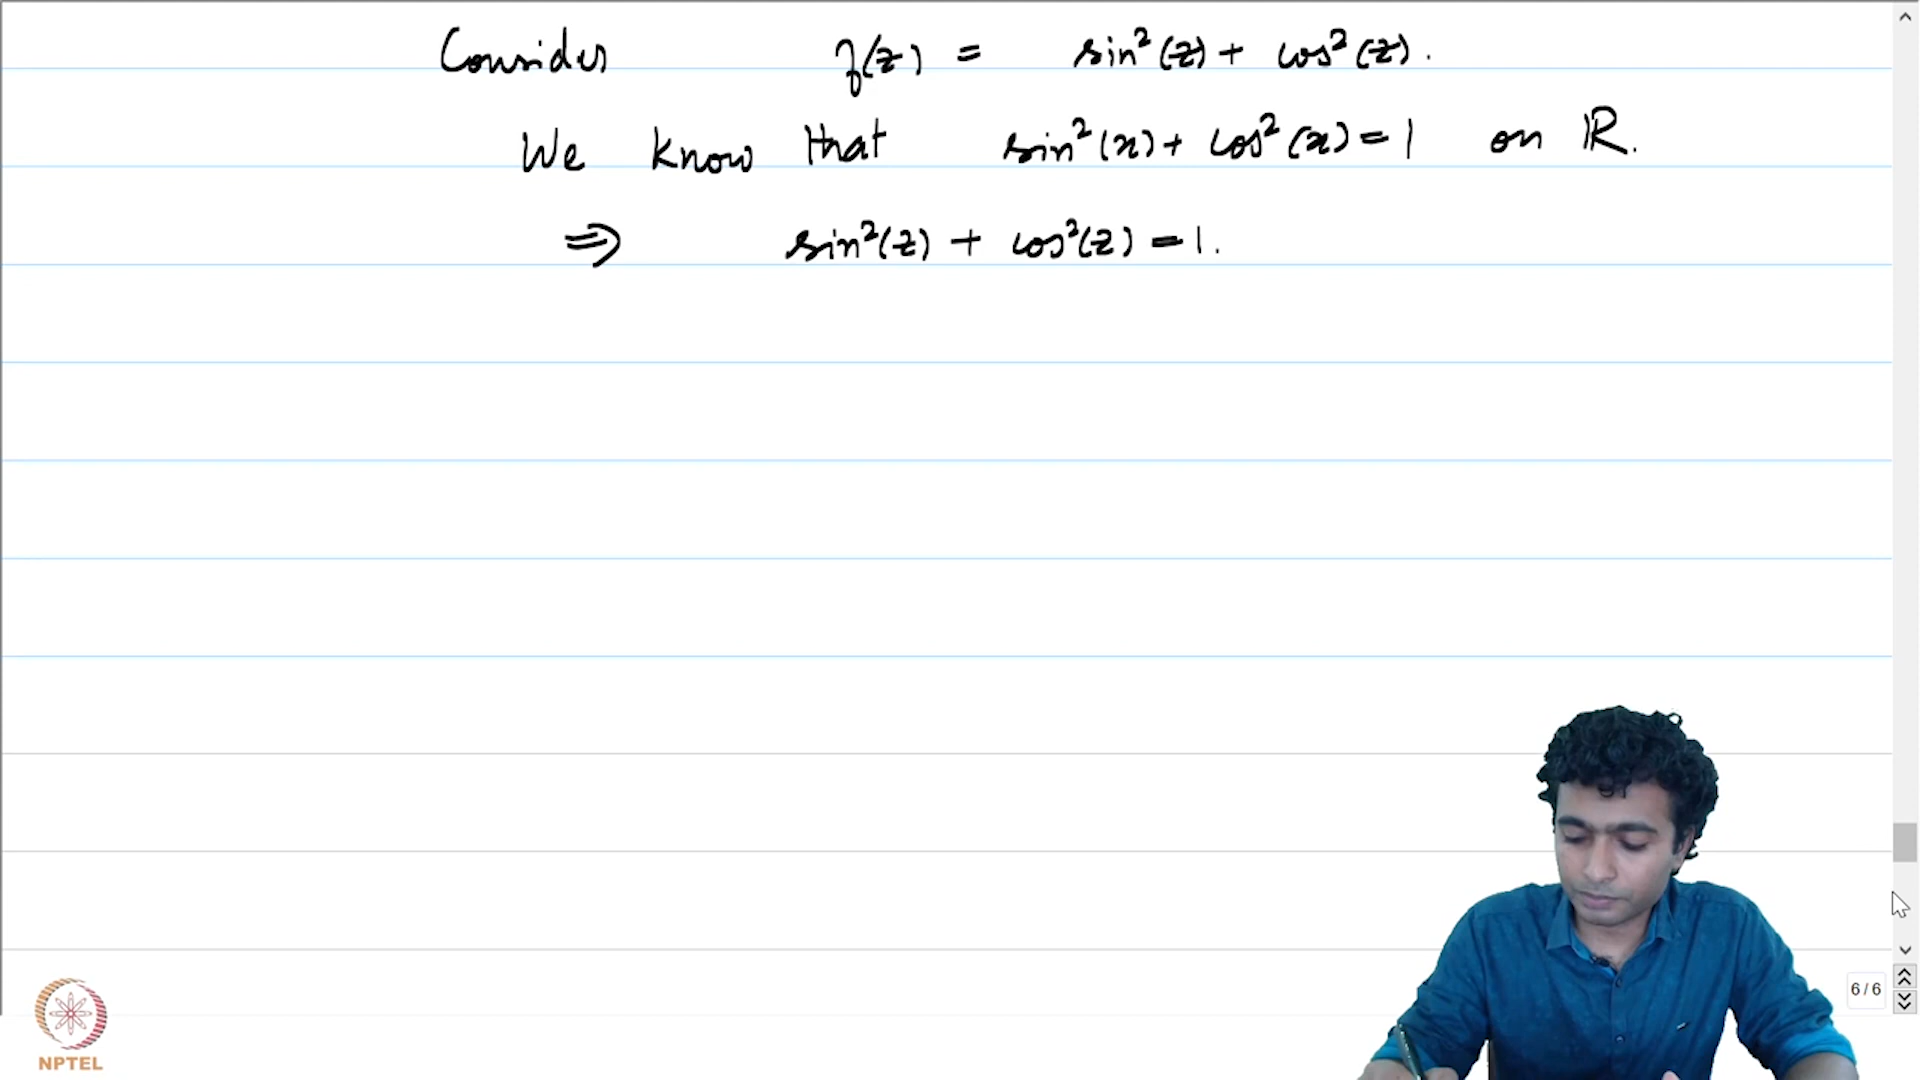 Consider f(z) = sin²(z) + cos²(z).
We know that sin²(x) + cos²(x) = 1 on ℝ.
⇒ sin²(z) + cos²(z) = 1.
6 / 6
NPTEL